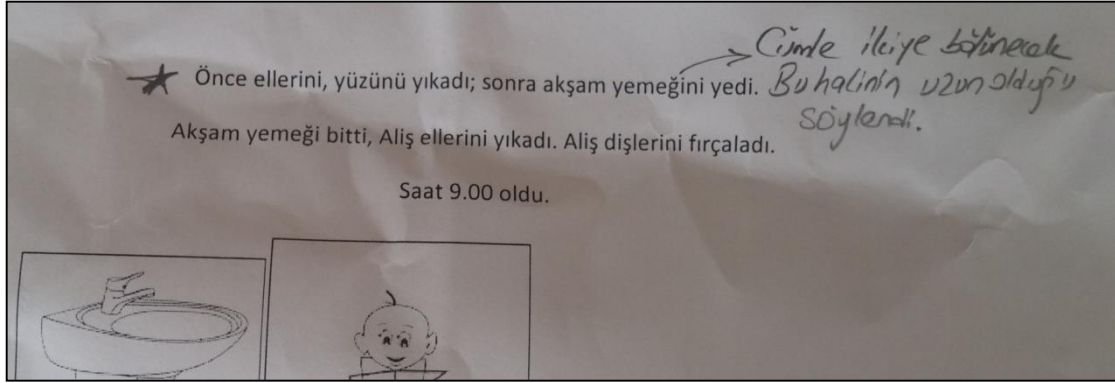 Cümle ikiye bölünecek
Bu halinin uzun olduğu
söylendi.
Önce ellerini, yüzünü yıkadı; sonra akşam yemeğini yedi.
Akşam yemeği bitti, Aliş ellerini yıkadı. Aliş dişlerini fırçaladı.
Saat 9.00 oldu.